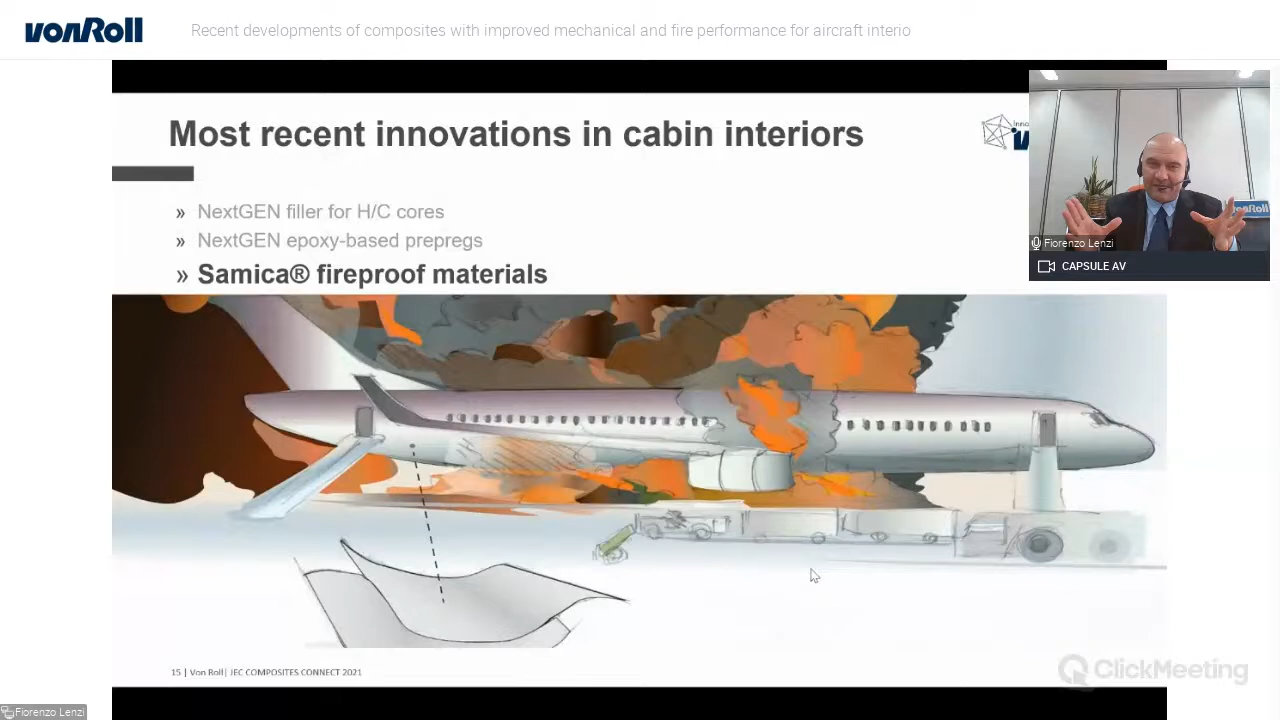 vonRoll
Recent developments of composites with improved mechanical and fire performance for aircraft interio
Most recent innovations in cabin interiors
» NextGEN filler for H/C cores
» NextGEN epoxy-based prepregs
» Samica® fireproof materials
vonRoll
Fiorenzo Lenzi
CAPSULE AV
15 | Von Roll| JEC COMPOSITES CONNECT 2021
ClickMeeting
Fiorenzo Lenzi